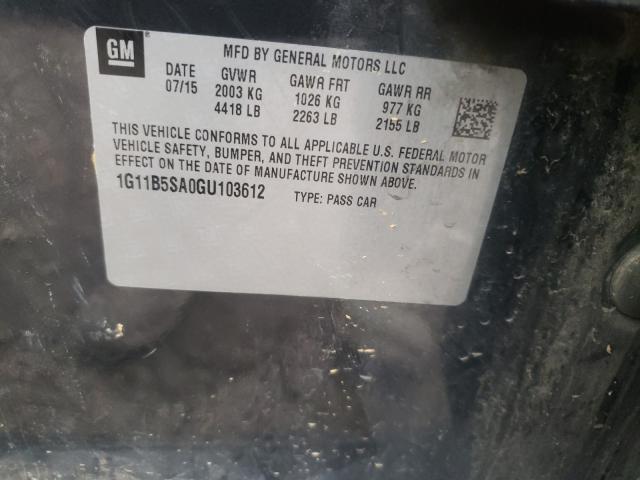 GM
MFD BY GENERAL MOTORS LLC
DATE GVWR GAWR FRT GAWR RR
07/15 2003 KG 1026 KG 977 KG
4418 LB 2263 LB 2155 LB
THIS VEHICLE CONFORMS TO ALL APPLICABLE U.S. FEDERAL MOTOR
VEHICLE SAFETY, BUMPER, AND THEFT PREVENTION STANDARDS IN
EFFECT ON THE DATE OF MANUFACTURE SHOWN ABOVE.
1G11B5SA0GU103612 TYPE: PASS CAR